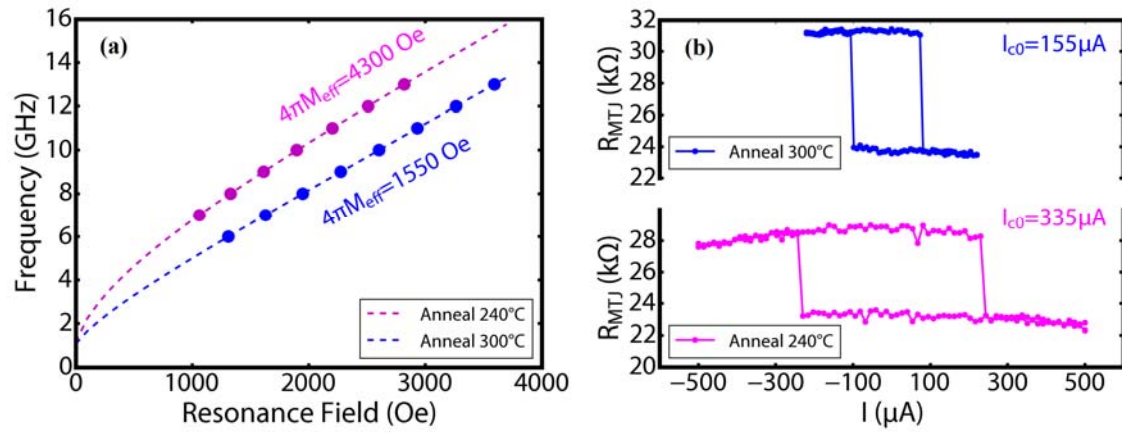 (a)
16
14
12
10
8
6
4
2
0
Frequency (GHz)
4πMeff=4300 Oe
4πMeff=1550 Oe
Anneal 240°C
Anneal 300°C
0 1000 2000 3000 4000
Resonance Field (Oe)
(b)
Ic0=155μA
32
30
28
26
24
22
RMTJ (kΩ)
Anneal 300°C
Ic0=335μA
28
26
24
22
20
RMTJ (kΩ)
Anneal 240°C
−500 −300 −100 100 300 500
I (μA)